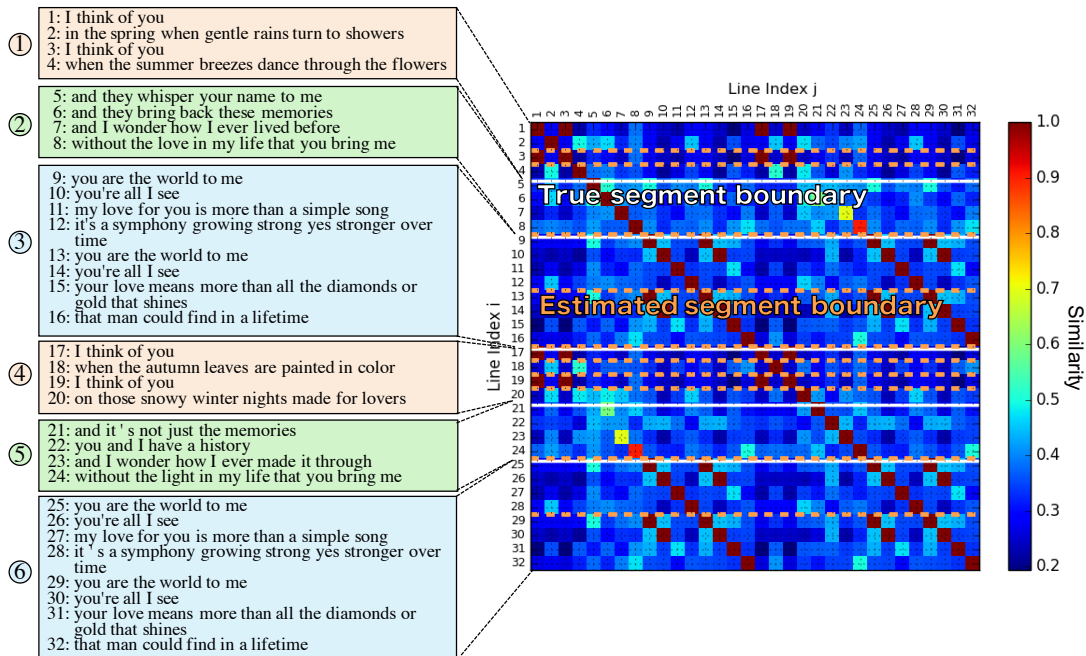 1
1: I think of you
2: in the spring when gentle rains turn to showers
3: I think of you
4: when the summer breezes dance through the flowers
2
5: and they whisper your name to me
6: and they bring back these memories
7: and I wonder how I ever lived before
8: without the love in my life that you bring me
3
9: you are the world to me
10: you're all I see
11: my love for you is more than a simple song
12: it's a symphony growing strong yes stronger over
time
13: you are the world to me
14: you're all I see
15: your love means more than all the diamonds or
gold that shines
16: that man could find in a lifetime
4
17: I think of you
18: when the autumn leaves are painted in color
19: I think of you
20: on those snowy winter nights made for lovers
5
21: and it ' s not just the memories
22: you and I have a history
23: and I wonder how I ever made it through
24: without the light in my life that you bring me
6
25: you are the world to me
26: you're all I see
27: my love for you is more than a simple song
28: it ' s a symphony growing strong yes stronger over
time
29: you are the world to me
30: you're all I see
31: your love means more than all the diamonds or
gold that shines
32: that man could find in a lifetime
Line Index j
1 2 3 4 5 6 7 8 9 10 11 12 13 14 15 16 17 18 19 20 21 22 23 24 25 26 27 28 29 30 31 32
Line Index i
1
2
3
4
5
6
7
8
9
10
11
12
13
14
15
16
17
18
19
20
21
22
23
24
25
26
27
28
29
30
31
32
True segment boundary
Estimated segment boundary
1.0
0.9
0.8
0.7
0.6
0.5
0.4
0.3
0.2
Similarity